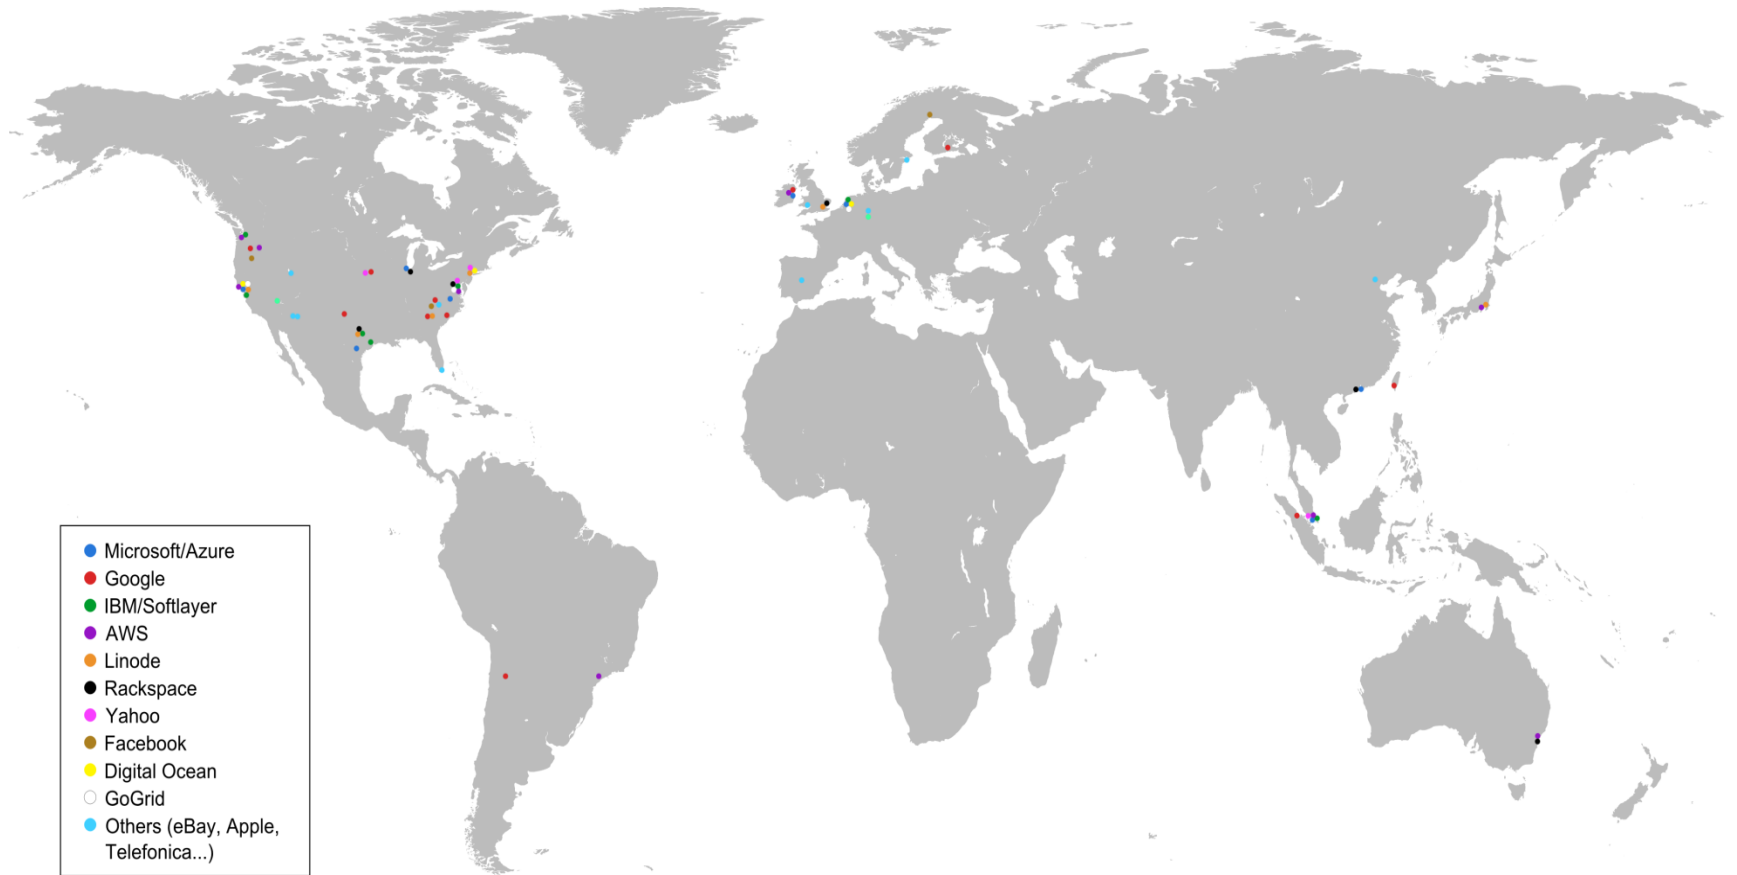 Microsoft/Azure
Google
IBM/Softlayer
AWS
Linode
Rackspace
Yahoo
Facebook
Digital Ocean
GoGrid
Others (eBay, Apple,
Telefonica...)